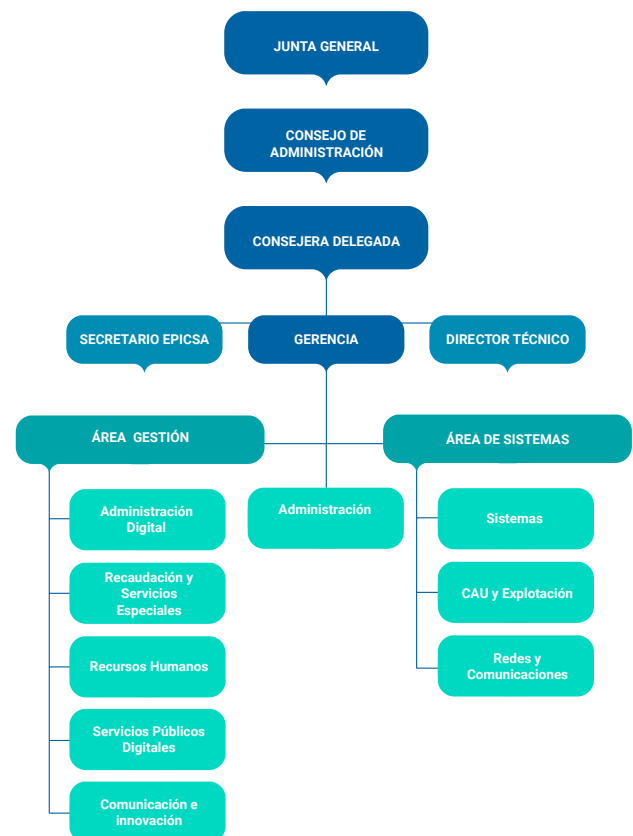 JUNTA GENERAL
CONSEJO DE
ADMINISTRACIÓN
CONSEJERA DELEGADA
SECRETARIO EPICSA
GERENCIA
DIRECTOR TÉCNICO
ÁREA GESTIÓN
ÁREA DE SISTEMAS
Administración
Digital
Recaudación y
Servicios
Especiales
Recursos Humanos
Servicios Públicos
Digitales
Comunicación e
innovación
Administración
Sistemas
CAU y Explotación
Redes y
Comunicaciones